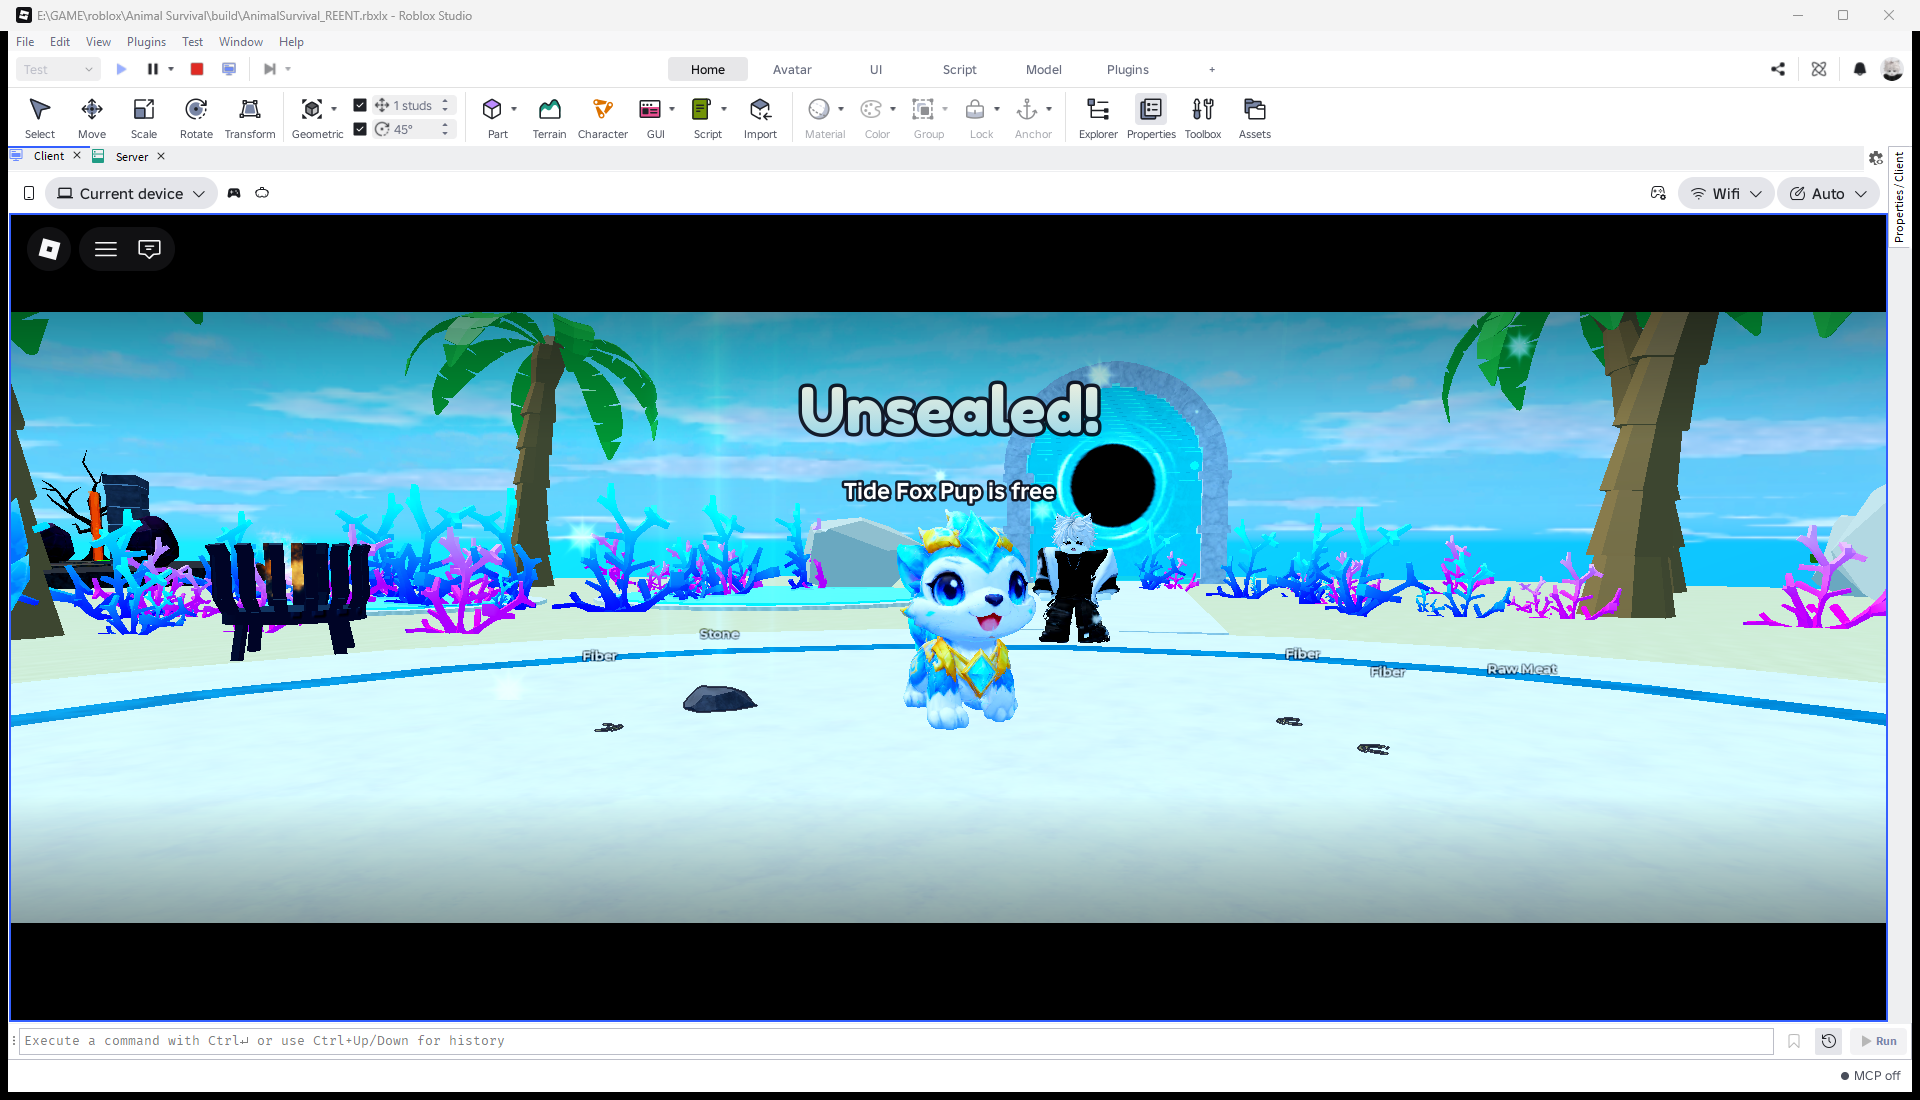 E:\GAME\roblox\Animal Survival\build\AnimalSurvival_REENT.rbxlx - Roblox Studio
File Edit View Plugins Test Window Help
Test
Home Avatar UI Script Model Plugins +
1 studs
45°
Select Move Scale Rotate Transform Geometric Part Terrain Character GUI Script Import Material Color Group Lock Anchor Explorer Properties Toolbox Assets
Client Server
Properties / Client
Current device Wifi Auto
Unsealed!
Tide Fox Pup is free
Stone
Fiber
Fiber
Fiber
Raw Meat
Execute a command with Ctrl↵ or use Ctrl+Up/Down for history
Run
MCP off